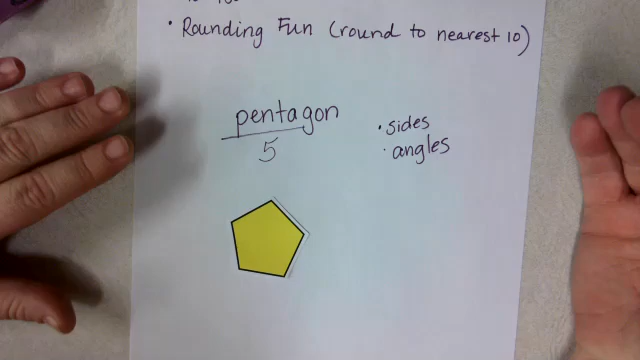 • Rounding Fun (round to nearest 10)
pentagon
5
• sides
• angles